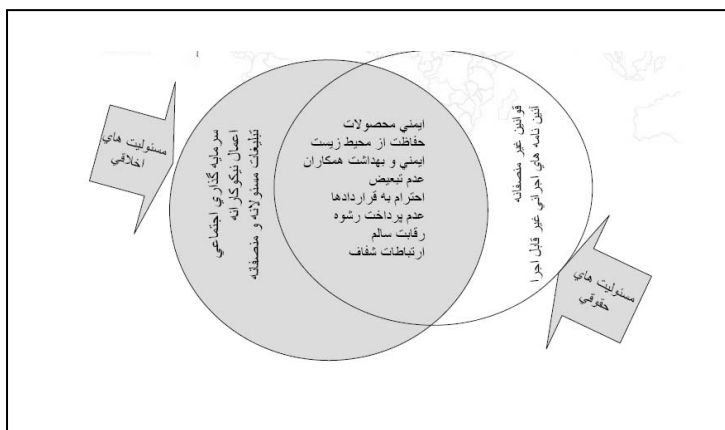 مسئوليت هاي
اخلاقي
سرمايه گذاري اجتماعي
اعمال نيكوكارانه
تبليغات مسئولانه و منصفانه
ايمني محصولات
حفاظت از محيط زيست
ايمني و بهداشت همكاران
عدم تبعيض
احترام به قراردادها
عدم پرداخت رشوه
رقابت سالم
ارتباطات شفاف
قوانين غير منصفانه
آئين نامه هاي اجرائي غير قابل اجرا
مسئوليت هاي
حقوقي